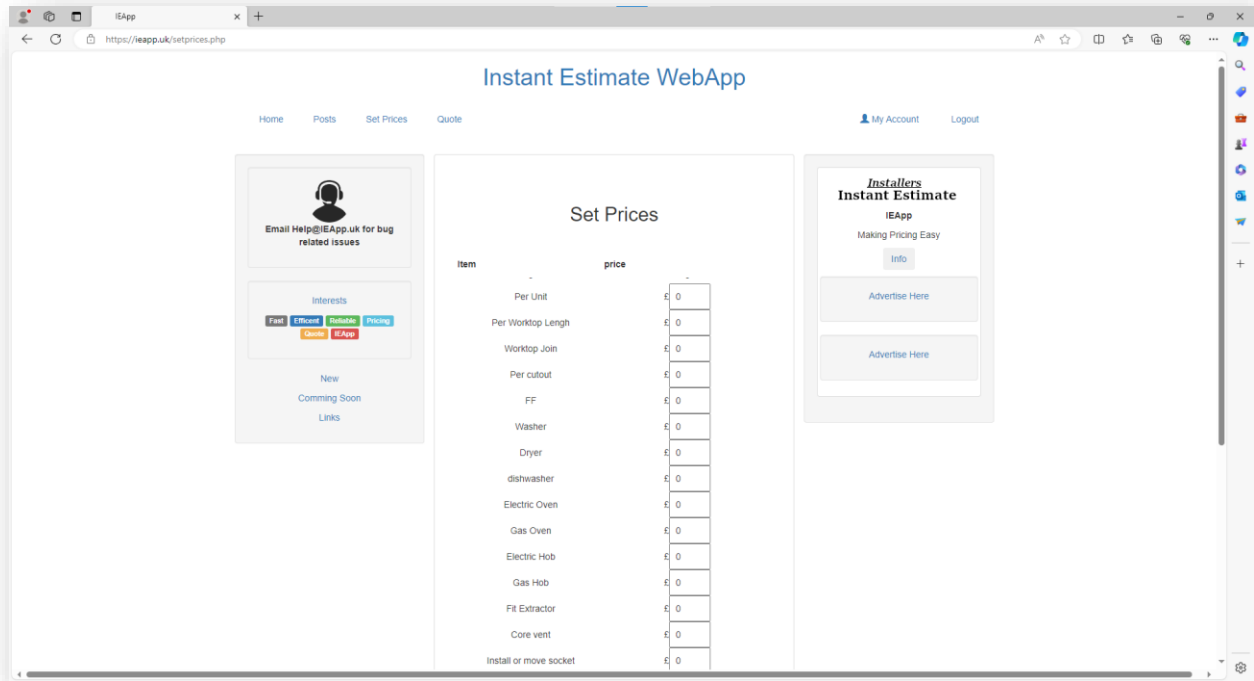 IEApp
https://ieapp.uk/setprices.php
Instant Estimate WebApp
Home Posts Set Prices Quote My Account Logout
Email Help@IEApp.uk for bug
related issues
Interests
Fast Efficent Reliable Pricing
Quote IEApp
New
Comming Soon
Links
Set Prices
Item price
Per Unit £ 0
Per Worktop Lengh £ 0
Worktop Join £ 0
Per cutout £ 0
FF £ 0
Washer £ 0
Dryer £ 0
dishwasher £ 0
Electric Oven £ 0
Gas Oven £ 0
Electric Hob £ 0
Gas Hob £ 0
Fit Extractor £ 0
Core vent £ 0
Install or move socket £ 0
Installers
Instant Estimate
IEApp
Making Pricing Easy
Info
Advertise Here
Advertise Here